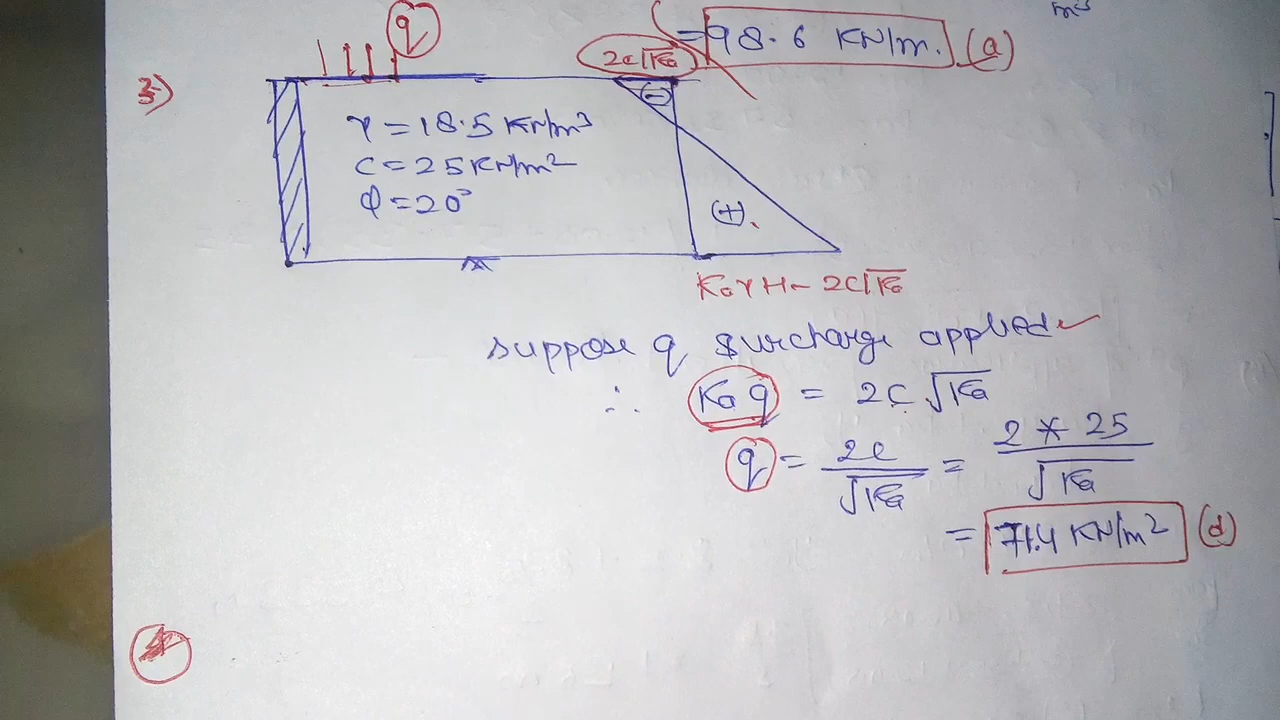 m3
q
2c√Ka
= 98.6 KN/m. (a)
3)
(-)
γ = 18.5 KN/m3
C = 25 KN/m2
Φ = 20°
(+)
KaγH - 2C√Ka
suppose q surcharge applied
∴ Ka q = 2C √Ka
q = 2C/√Ka = 2 * 25/√Ka
= 71.4 KN/m2 (d)